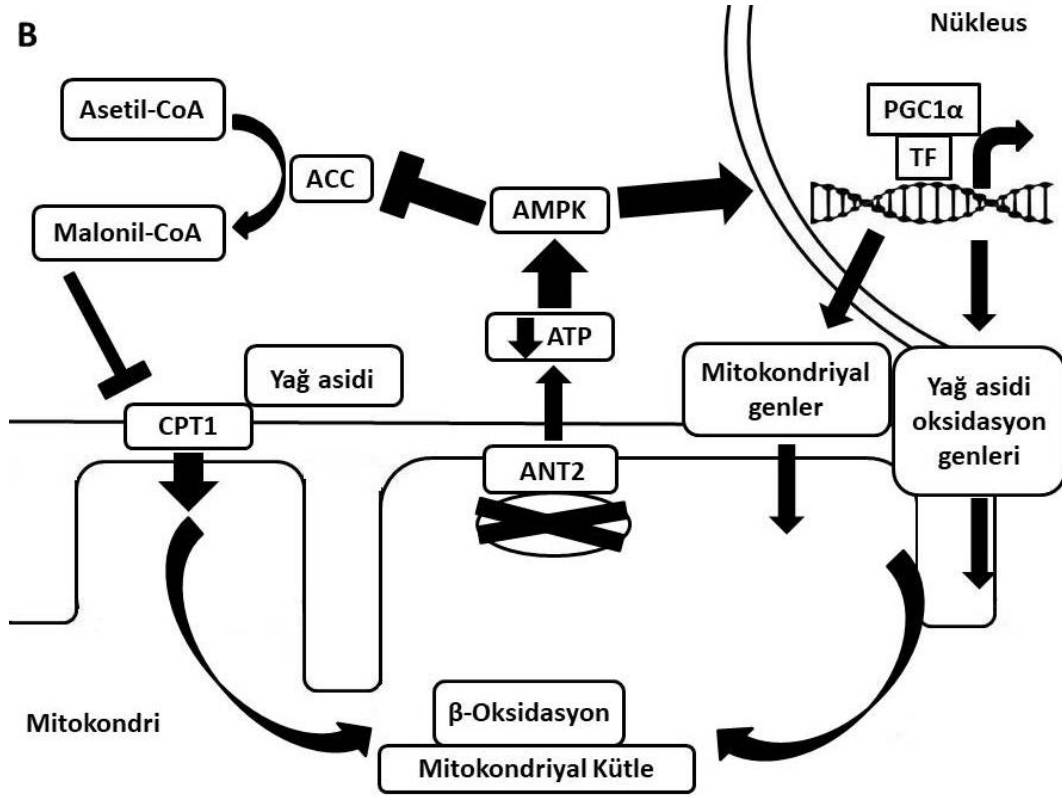 B
Nükleus
Asetil-CoA
PGC1α
TF
ACC
AMPK
Malonil-CoA
ATP
Yağ asidi
Mitokondriyal
genler
Yağ asidi
oksidasyon
genleri
CPT1
ANT2
β-Oksidasyon
Mitokondri
Mitokondriyal Kütle